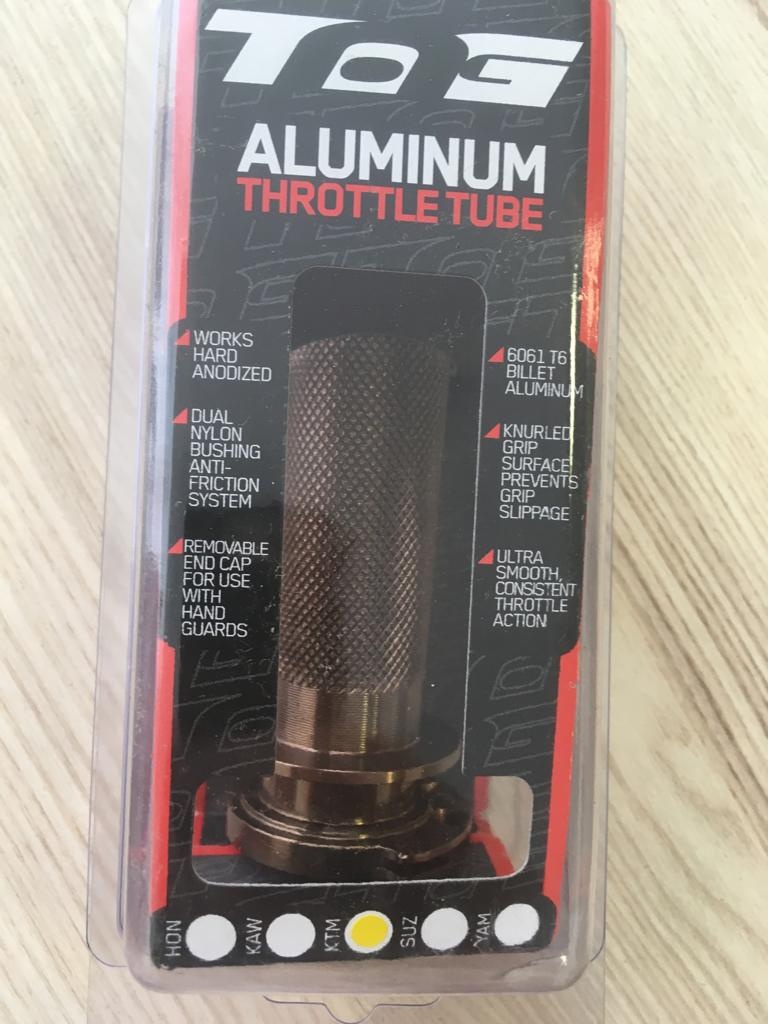 TOG
ALUMINUM
THROTTLE TUBE
WORKS
HARD
ANODIZED
DUAL
NYLON
BUSHING
ANTI-
FRICTION
SYSTEM
REMOVABLE
END CAP
FOR USE
WITH
HAND
GUARDS
6061 T6
BILLET
ALUMINUM
KNURLED
GRIP
SURFACE
PREVENTS
GRIP
SLIPPAGE
ULTRA
SMOOTH,
CONSISTENT
THROTTLE
ACTION
HON
KAW
KTM
SUZ
YAM